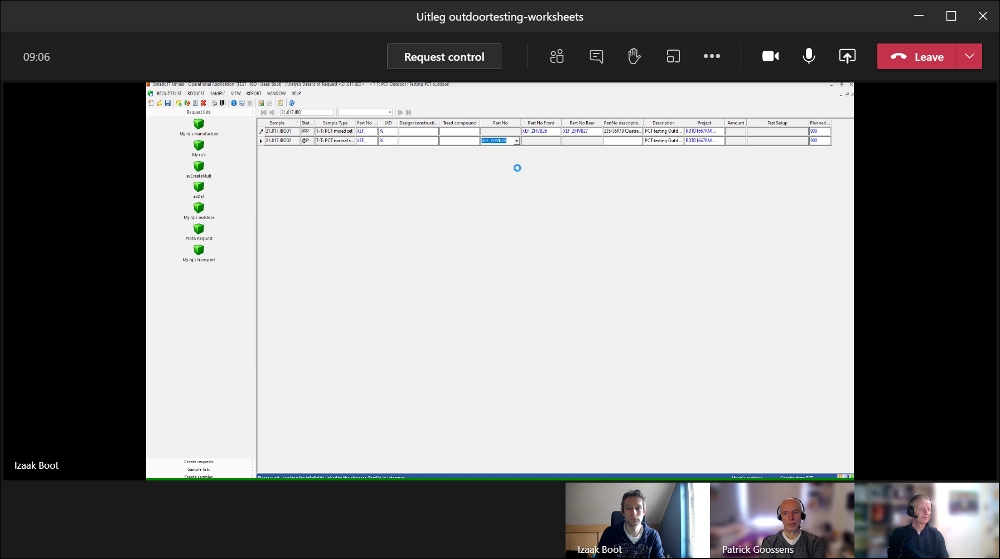 Uitleg outdoortesting-worksheets
09:06
Request control
Leave
Simatic IT Unilab - Operational Application [TEST - IBO - Izaak Boot] - [Analysis Details of Request <21.017.IBO> <T-T: PCT Outdoor : Testing PCT outdoor]
REQUESTLIST REQUEST SAMPLE VIEW REPORT WINDOW HELP
Request lists
21.017.IBO
Sample Stat... Sample Type Part No ... UID Design/constructi... Tread compound Part No Part No Front Part No Rear PartNo descriptio... Description Project Amount Test Setup Planned ...
21.017.IBO01 @P T-T: PCT mixed set XEF_ % XEF_ZHVB26 XEF_ZHVB27 235/35R19 Quatra... PCT testing Outd... RDTD1667RM:... 900
21.017.IBO02 @P T-T: PCT normal s... XEF_ % XEF_ZHVB25 PCT testing Outd... RDTD1667RM:... 900
My rq's manufacture
My rq's
avCreateMult
avDef
My rq's outdoor
Proto Request
My rq's transport
Create requests
Sample lists
Create samples
Please wait... Looking for infofields linked to the choosen PartNo in Interspec My rq's outdoor Construction PCT
Izaak Boot
Izaak Boot
Patrick Goossens